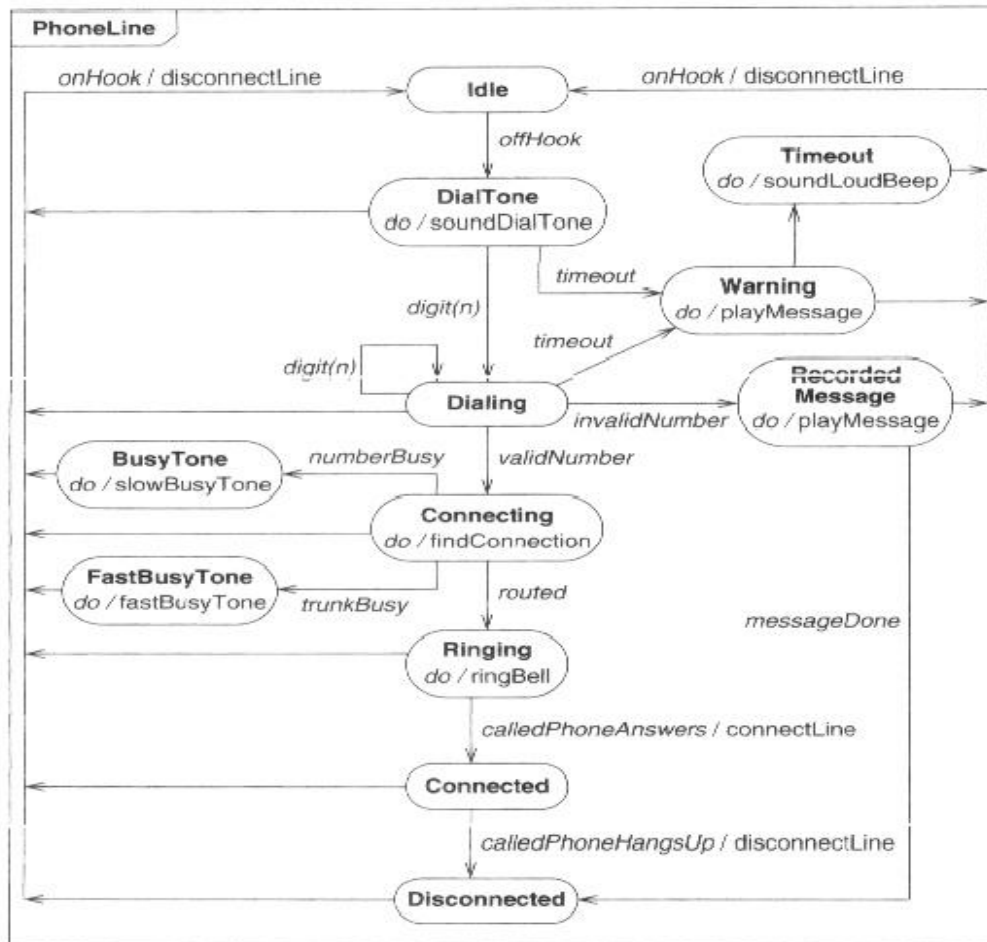 PhoneLine
onHook / disconnectLine
onHook / disconnectLine
Idle
offHook
Timeout
do / soundLoudBeep
DialTone
do / soundDialTone
timeout
Warning
do / playMessage
digit(n)
timeout
digit(n)
Dialing
Recorded
Message
do / playMessage
invalidNumber
BusyTone
do / slowBusyTone
numberBusy
validNumber
Connecting
do / findConnection
FastBusyTone
do / fastBusyTone
trunkBusy
routed
messageDone
Ringing
do / ringBell
calledPhoneAnswers / connectLine
Connected
calledPhoneHangsUp / disconnectLine
Disconnected